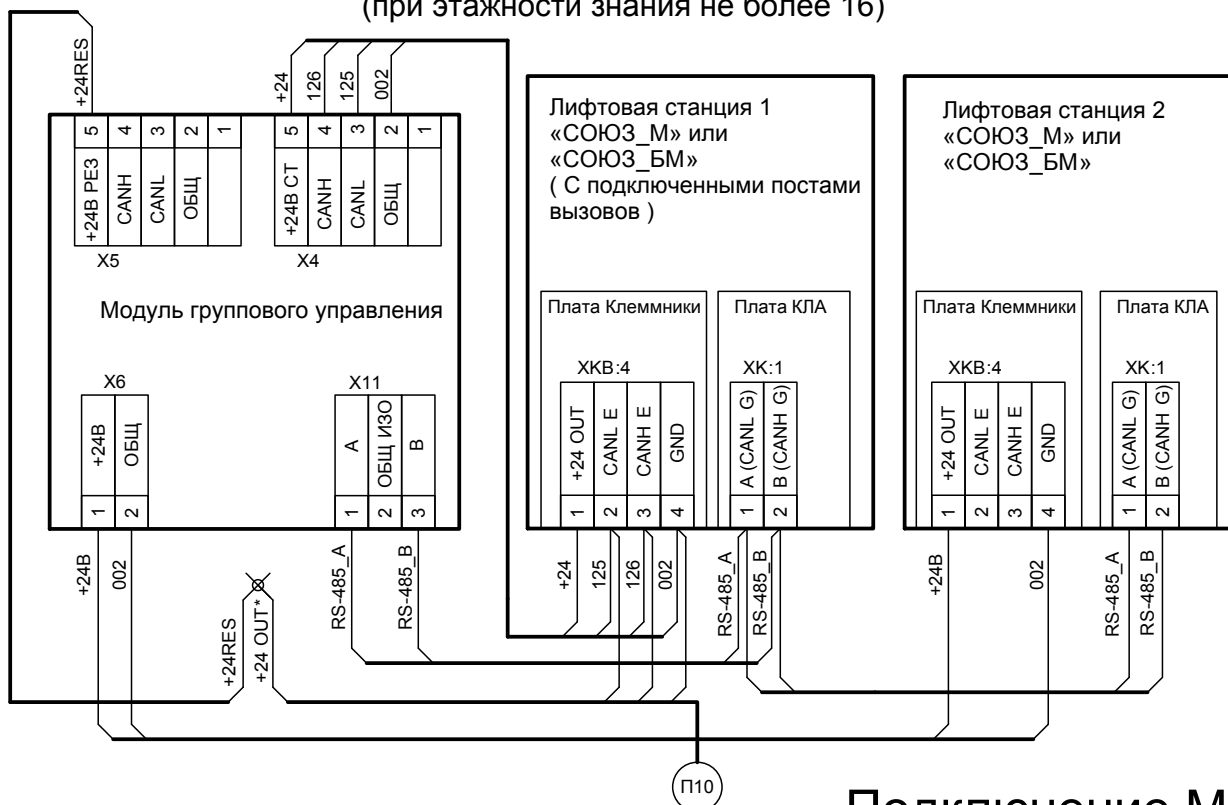 (при этажности знания не более 16)
+24RES
+24
126
125
002
5
4
3
2
1
+24В РЕЗ
CANH
CANL
ОБЩ
X5
5
4
3
2
1
+24В СТ
CANH
CANL
ОБЩ
X4
Модуль группового управления
X6
+24В
ОБЩ
1
2
X11
А
ОБЩ ИЗО
В
1
2
3
+24В
002
+24RES
+24 OUT*
RS-485_A
RS-485_B
Лифтовая станция 1
«СОЮЗ_М» или
«СОЮЗ_БМ»
( С подключенными постами
вызовов )
Плата Клеммники
XKB:4
+24 OUT
CANL E
CANH E
GND
1
2
3
4
Плата КЛА
XK:1
A (CANL G)
B (CANH G)
1
2
+24
125
126
002
RS-485_A
RS-485_B
Лифтовая станция 2
«СОЮЗ_М» или
«СОЮЗ_БМ»
Плата Клеммники
XKB:4
+24 OUT
CANL E
CANH E
GND
1
2
3
4
Плата КЛА
XK:1
A (CANL G)
B (CANH G)
1
2
+24В
002
RS-485_A
RS-485_B
П10
Подключение М